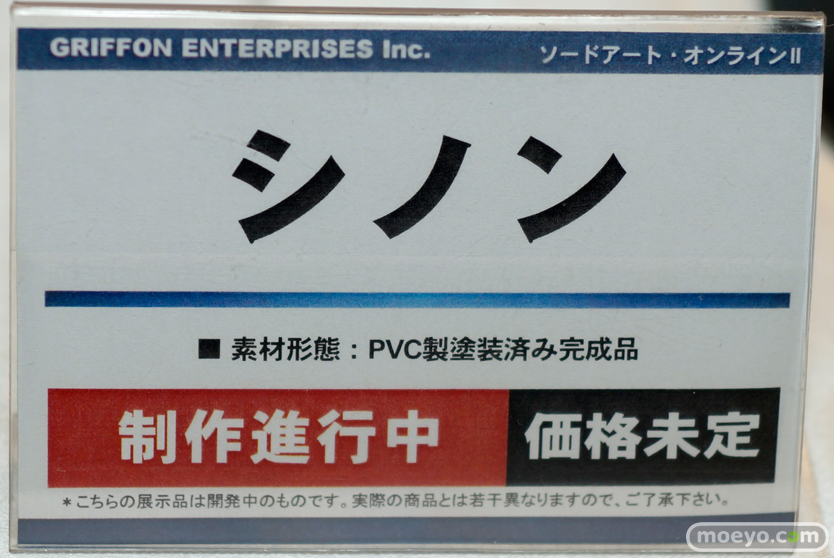 GRIFFON ENTERPRISES Inc. ソードアート・オンラインⅡ
シノン
■ 素材形態：PVC製塗装済み完成品
制作進行中 価格未定
＊こちらの展示品は開発中のものです。実際の商品とは若干異なりますので、ご了承下さい。
moeyo.com